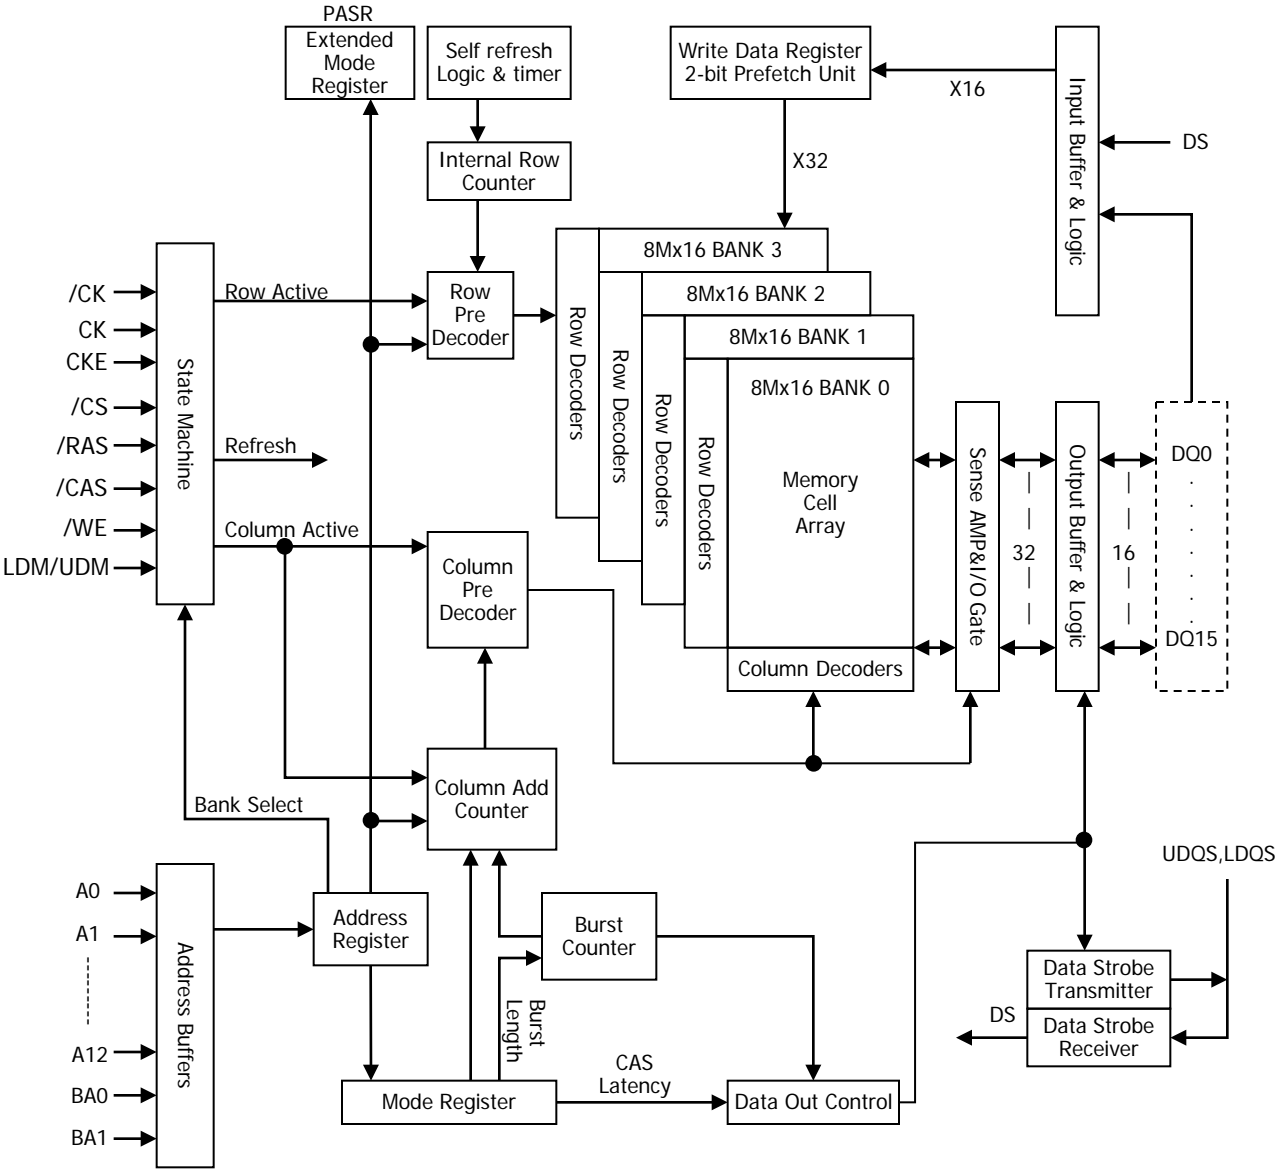 PASR
Extended
Mode
Register
Self refresh
Logic & timer
Write Data Register
2-bit Prefetch Unit
X16
Input Buffer & Logic
DS
Internal Row
Counter
X32
8Mx16 BANK 3
8Mx16 BANK 2
8Mx16 BANK 1
8Mx16 BANK 0
Row Decoders
Row Decoders
Row Decoders
Row Decoders
Memory
Cell
Array
Column Decoders
Row
Pre
Decoder
Row Active
Refresh
Column Active
/CK
CK
CKE
/CS
/RAS
/CAS
/WE
LDM/UDM
State Machine
Column
Pre
Decoder
Sense AMP&I/O Gate
32
Output Buffer & Logic
16
DQ0
DQ15
Column Add
Counter
Bank Select
A0
A1
A12
BA0
BA1
Address Buffers
Address
Register
Burst
Counter
Burst
Length
Mode Register
CAS
Latency
Data Out Control
UDQS,LDQS
Data Strobe
Transmitter
DS
Data Strobe
Receiver